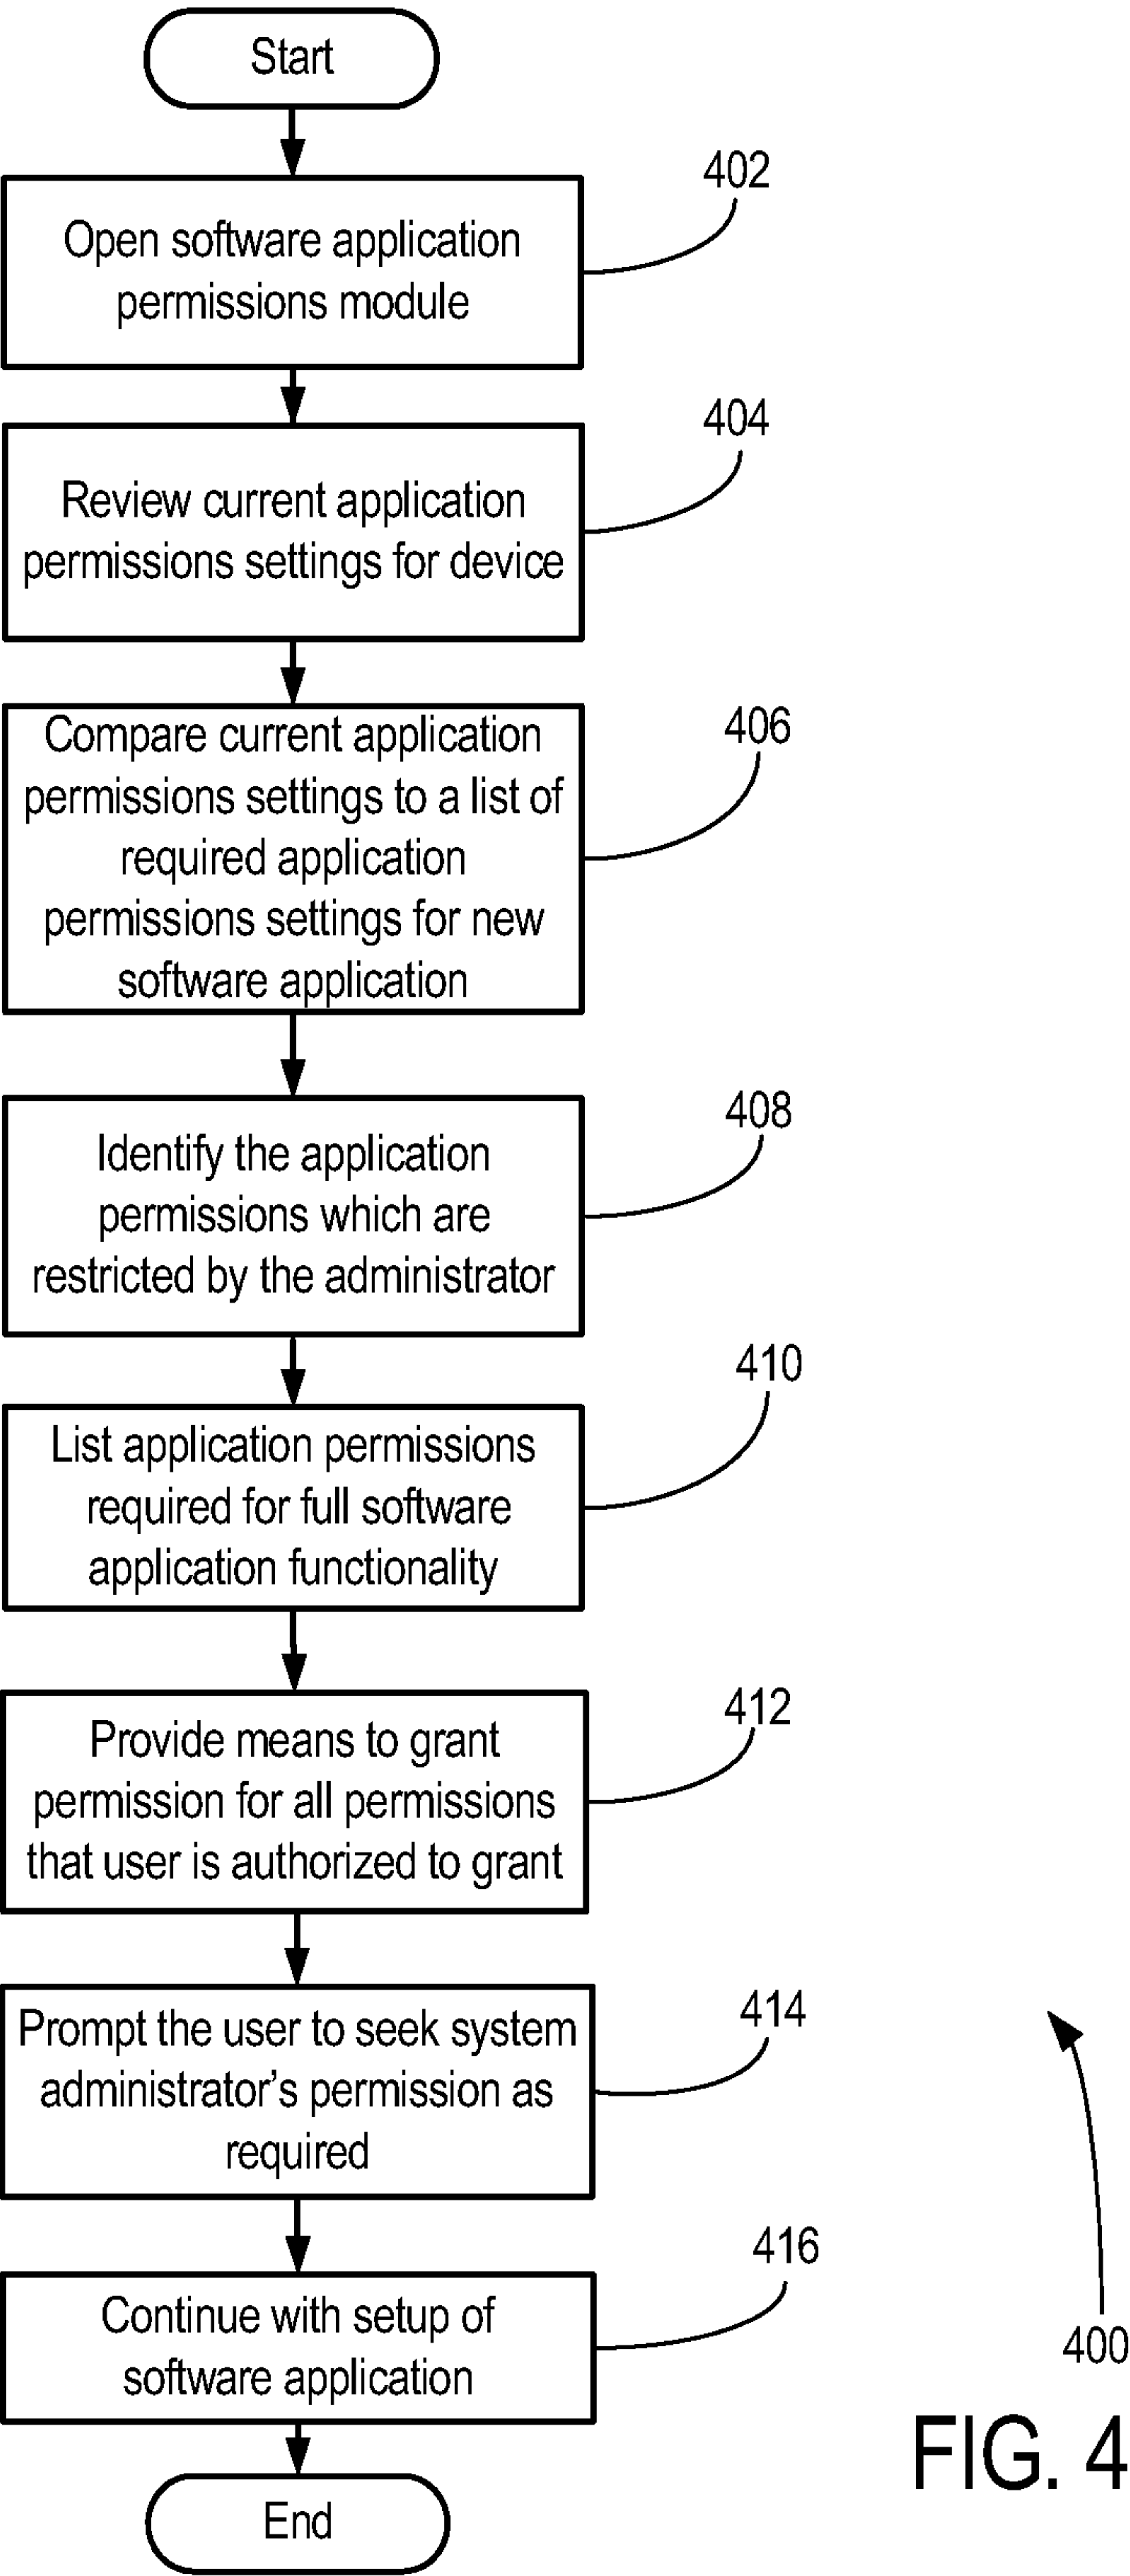 Start
402
Open software application
permissions module
404
Review current application
permissions settings for device
406
Compare current application
permissions settings to a list of
required application
permissions settings for new
software application
408
Identify the application
permissions which are
restricted by the administrator
410
List application permissions
required for full software
application functionality
412
Provide means to grant
permission for all permissions
that user is authorized to grant
414
Prompt the user to seek system
administrator’s permission as
required
416
Continue with setup of
software application
400
End
FIG. 4